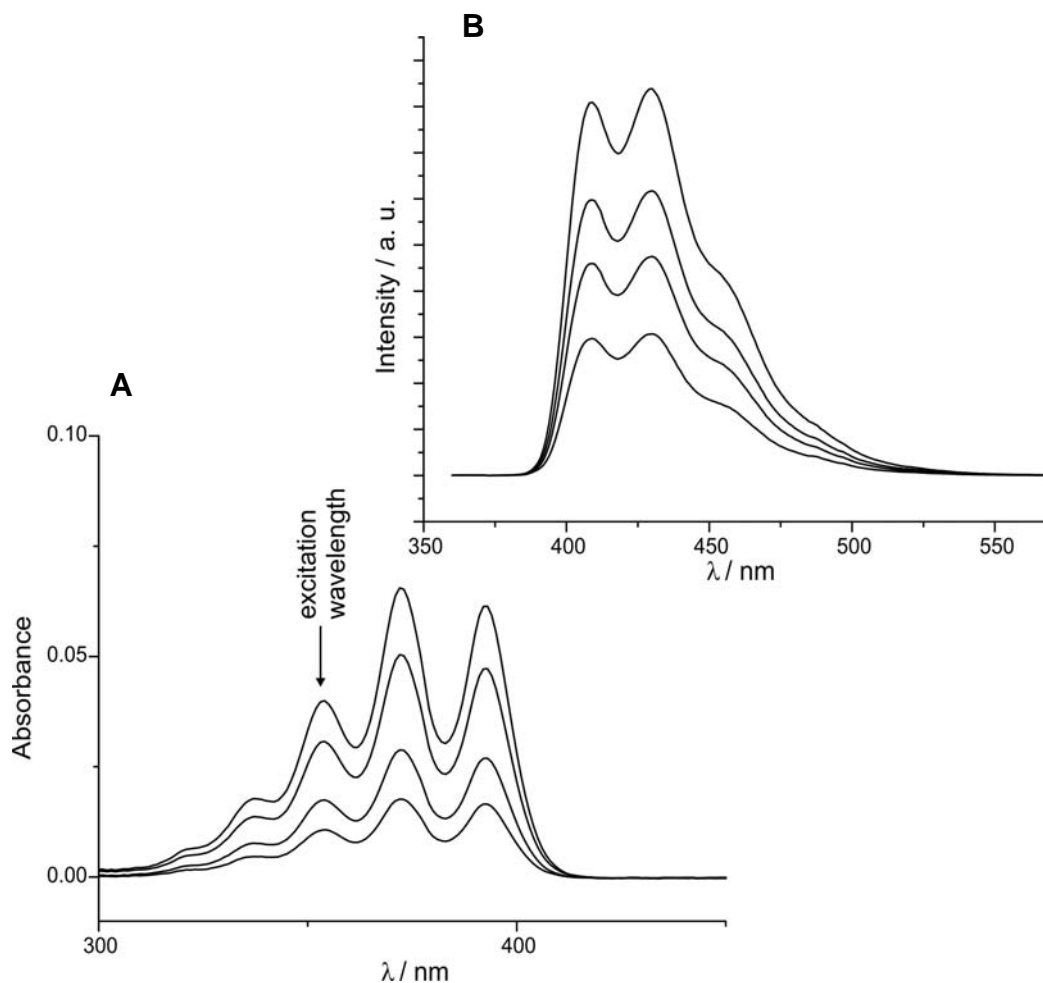 B
Intensity / a. u.
350
400
450
500
550
λ / nm
A
0.10
0.05
0.00
Absorbance
excitation
wavelength
300
400
λ / nm